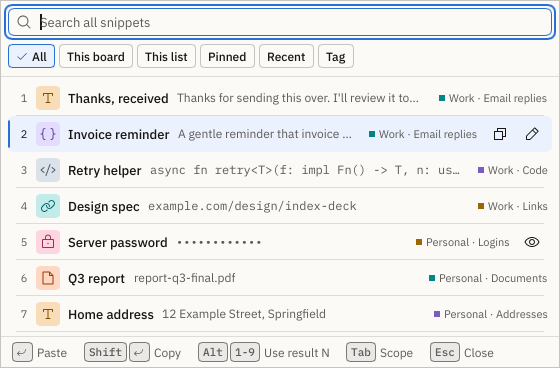 Search all snippets
All This board This list Pinned Recent Tag
1 T Thanks, received Thanks for sending this over. I'll review it to… Work · Email replies
2 { } Invoice reminder A gentle reminder that invoice … Work · Email replies
3 </> Retry helper async fn retry<T>(f: impl Fn() -> T, n: us… Work · Code
4 Design spec example.com/design/index-deck Work · Links
5 Server password •••••••••••• Personal · Logins
6 Q3 report report-q3-final.pdf Personal · Documents
7 T Home address 12 Example Street, Springfield Personal · Addresses
↵ Paste Shift ↵ Copy Alt 1-9 Use result N Tab Scope Esc Close